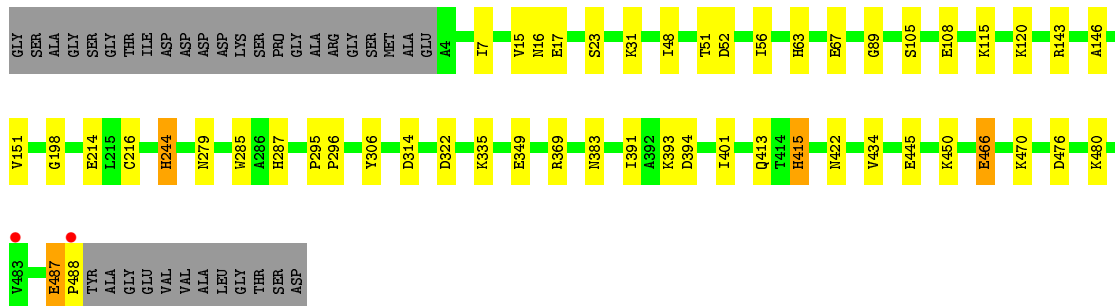 GLY SER ALA GLY SER GLY THR ILE ASP ASP ASP ASP LYS SER PRO GLY ALA ARG GLY SER MET ALA GLU A4 I7 V15 N16 E17 S23 K31 I48 T51 D52 I56 H63 E67 G89 S105 E108 K115 K120 R143 A146
V151 G198 E214 L215 C216 H244 N279 W285 A286 H287 P295 P296 Y306 D314 D322 K335 E349 R369 N383 I391 A392 K393 D394 I401 Q413 T414 H415 N422 V434 E445 K450 E466 K470 D476 K480
V483 E487 P488 TYR ALA GLY GLU VAL VAL ALA LEU GLY THR SER ASP